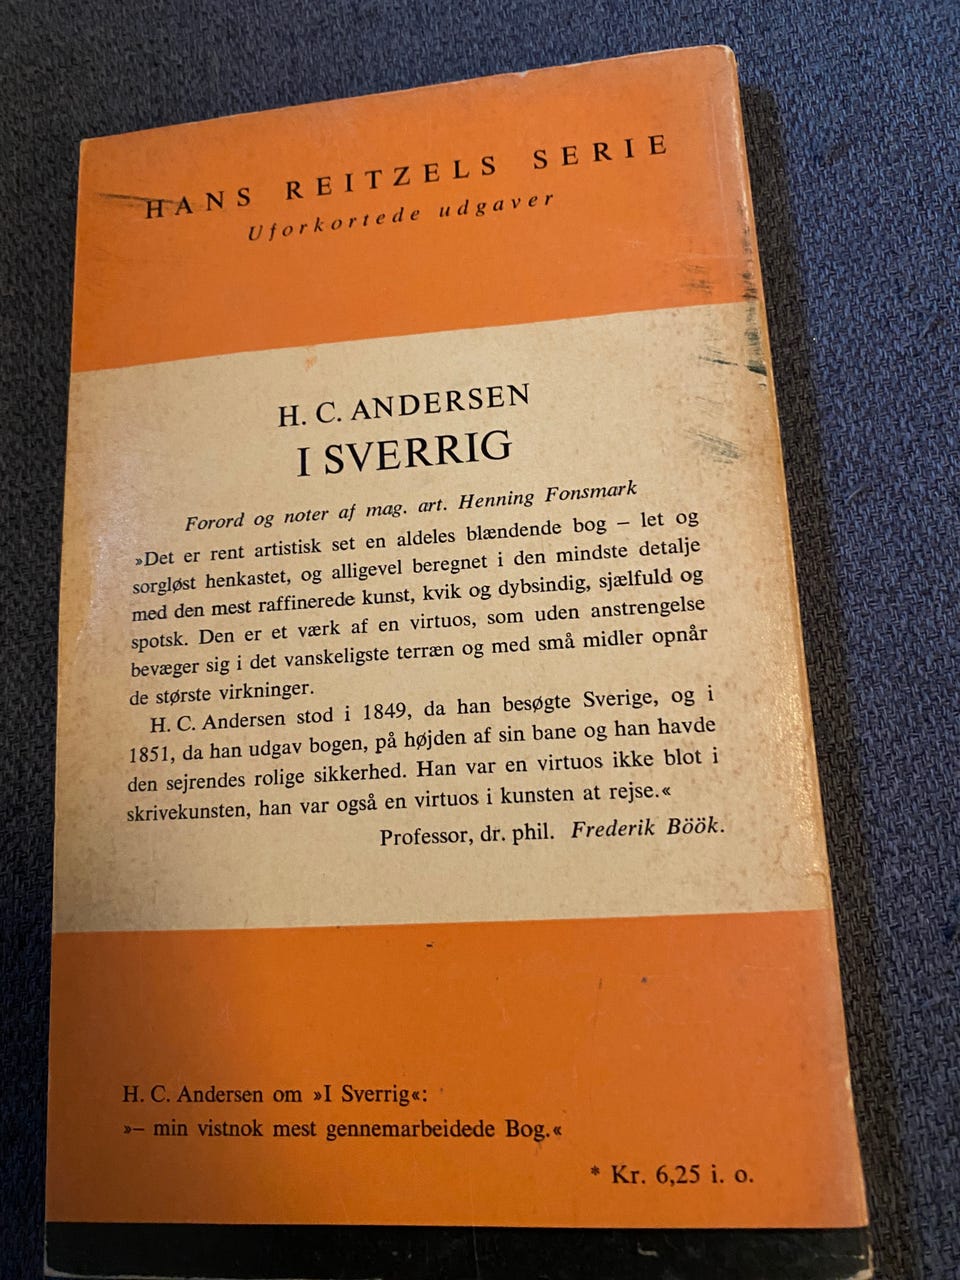 HANS REITZELS SERIE
Uforkortede udgaver
H. C. ANDERSEN
I SVERRIG
Forord og noter af mag. art. Henning Fonsmark
»Det er rent artistisk set en aldeles blændende bog – let og
sorgløst henkastet, og alligevel beregnet i den mindste detalje
med den mest raffinerede kunst, kvik og dybsindig, sjælfuld og
spotsk. Den er et værk af en virtuos, som uden anstrengelse
bevæger sig i det vanskeligste terræn og med små midler opnår
de største virkninger.
H. C. Andersen stod i 1849, da han besøgte Sverige, og i
1851, da han udgav bogen, på højden af sin bane og han havde
den sejrendes rolige sikkerhed. Han var en virtuos ikke blot i
skrivekunsten, han var også en virtuos i kunsten at rejse.«
Professor, dr. phil. Frederik Böök.
H. C. Andersen om »I Sverrig«:
»– min vistnok mest gennemarbeidede Bog.«
* Kr. 6,25 i. o.